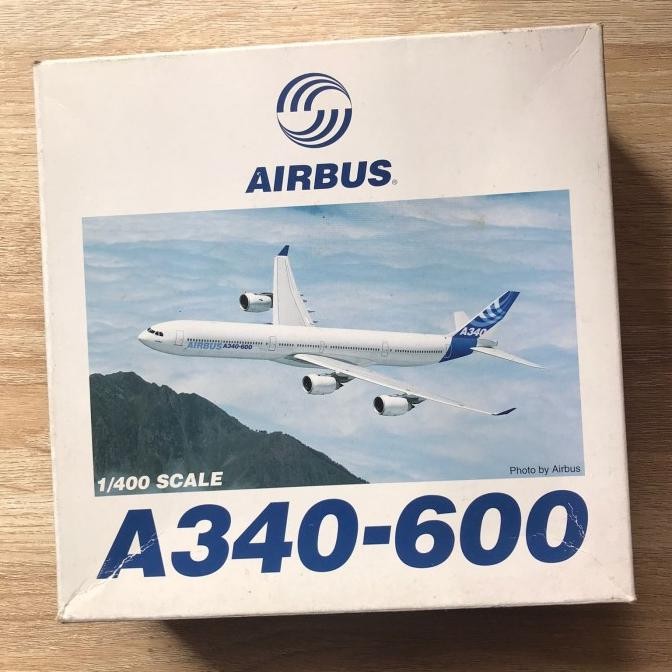 AIRBUS®
AIRBUS A340-600
A340
Photo by Airbus
1/400 SCALE
A340-600